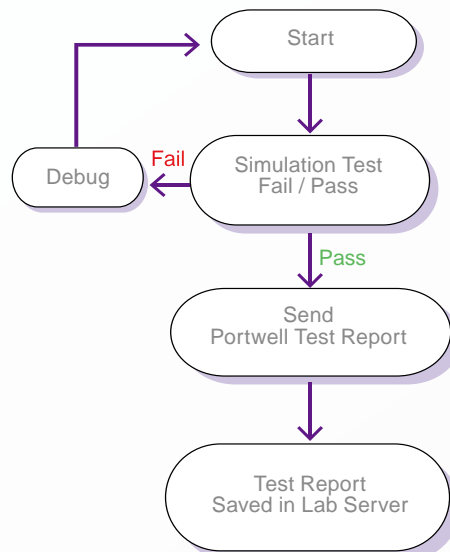 Start
Fail
Simulation Test
Fail / Pass
Debug
Pass
Send
Portwell Test Report
Test Report
Saved in Lab Server